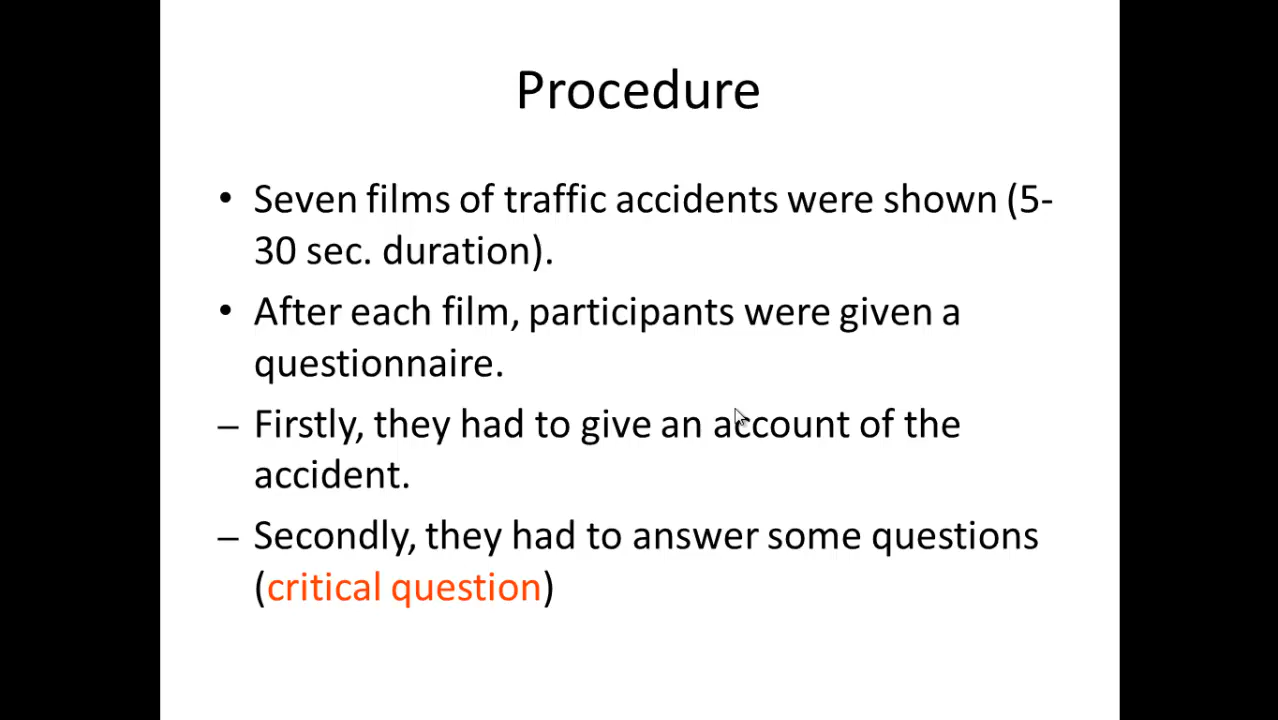 Procedure
• Seven films of traffic accidents were shown (5-
30 sec. duration).
• After each film, participants were given a
questionnaire.
– Firstly, they had to give an account of the
accident.
– Secondly, they had to answer some questions
(critical question)